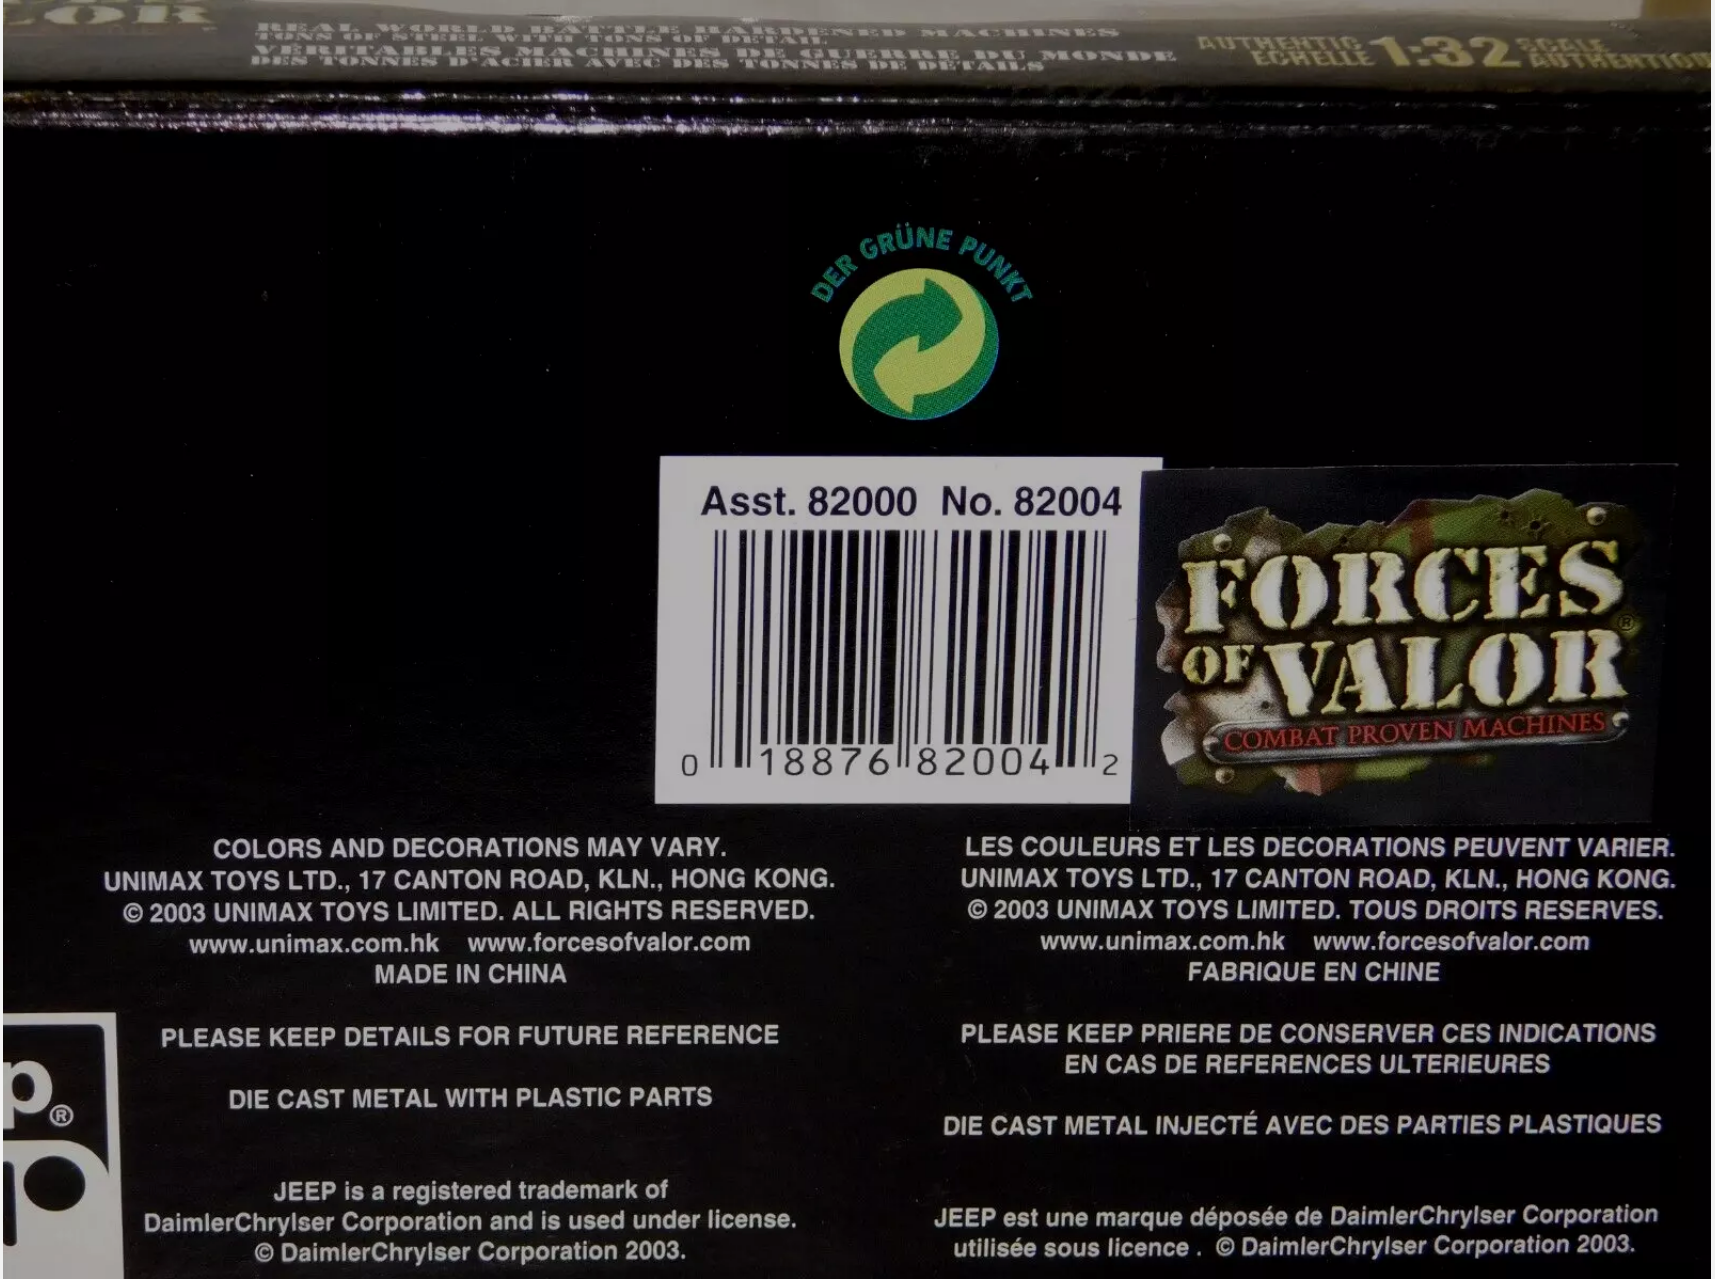 OR
REAL WORLD BATTLE HARDENED MACHINES
TONS OF STEEL WITH TONS OF DETAIL
VERITABLES MACHINES DE GUERRE DU MONDE
DES TONNES D'ACIER AVEC DES TONNES DE DETAILS
AUTHENTIC 1:32 SCALE
ECHELLE AUTHENTION
DER GRÜNE PUNKT
Asst. 82000 No. 82004
0 18876 82004 2
FORCES
OF VALOR®
COMBAT PROVEN MACHINES
COLORS AND DECORATIONS MAY VARY.
UNIMAX TOYS LTD., 17 CANTON ROAD, KLN., HONG KONG.
© 2003 UNIMAX TOYS LIMITED. ALL RIGHTS RESERVED.
www.unimax.com.hk www.forcesofvalor.com
MADE IN CHINA
PLEASE KEEP DETAILS FOR FUTURE REFERENCE
DIE CAST METAL WITH PLASTIC PARTS
JEEP is a registered trademark of
DaimlerChrylser Corporation and is used under license.
© DaimlerChrylser Corporation 2003.
LES COULEURS ET LES DECORATIONS PEUVENT VARIER.
UNIMAX TOYS LTD., 17 CANTON ROAD, KLN., HONG KONG.
© 2003 UNIMAX TOYS LIMITED. TOUS DROITS RESERVES.
www.unimax.com.hk www.forcesofvalor.com
FABRIQUE EN CHINE
PLEASE KEEP PRIERE DE CONSERVER CES INDICATIONS
EN CAS DE REFERENCES ULTERIEURES
DIE CAST METAL INJECTÉ AVEC DES PARTIES PLASTIQUES
JEEP est une marque déposée de DaimlerChrylser Corporation
utilisée sous licence . © DaimlerChrylser Corporation 2003.
p®